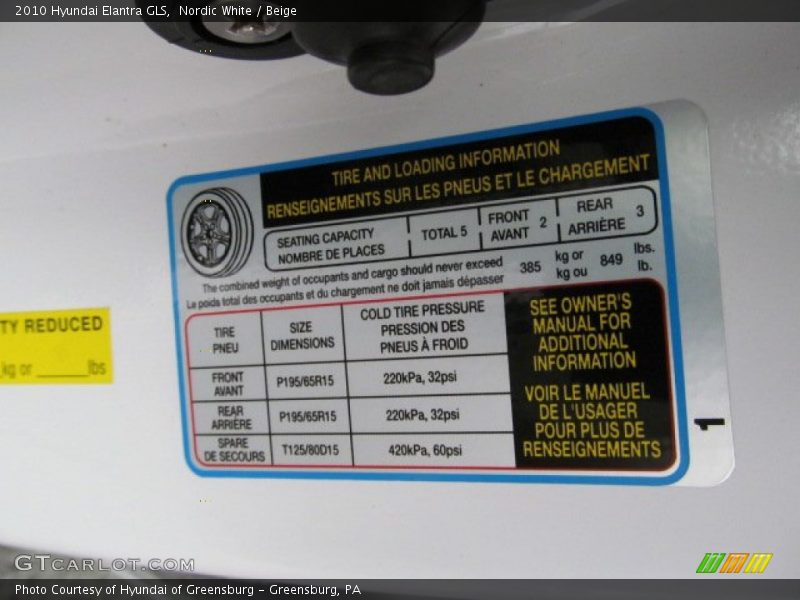 2010 Hyundai Elantra GLS, Nordic White / Beige
TIRE AND LOADING INFORMATION
RENSEIGNEMENTS SUR LES PNEUS ET LE CHARGEMENT
SEATING CAPACITY
NOMBRE DE PLACES
TOTAL 5
FRONT
AVANT 2
REAR
ARRIÈRE 3
The combined weight of occupants and cargo should never exceed
Le poids total des occupants et du chargement ne doit jamais dépasser
385 kg or
kg ou
849 lbs.
lb.
TIRE
PNEU
SIZE
DIMENSIONS
COLD TIRE PRESSURE
PRESSION DES
PNEUS À FROID
FRONT
AVANT
P195/65R15
220kPa, 32psi
REAR
ARRIÈRE
P195/65R15
220kPa, 32psi
SPARE
DE SECOURS
T125/80D15
420kPa, 60psi
SEE OWNER'S
MANUAL FOR
ADDITIONAL
INFORMATION
VOIR LE MANUEL
DE L'USAGER
POUR PLUS DE
RENSEIGNEMENTS
1
TY REDUCED
kg or ______ lbs
GTCARLOT.COM
Photo Courtesy of Hyundai of Greensburg - Greensburg, PA